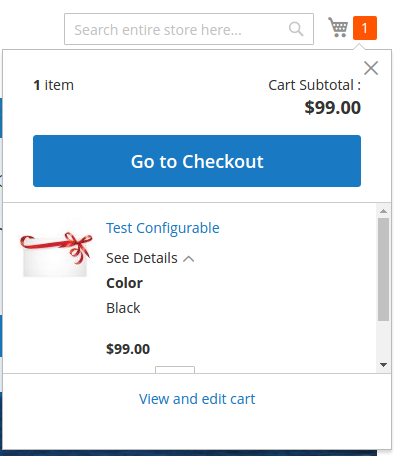 Search entire store here...
1
1 item
Cart Subtotal :
$99.00
Go to Checkout
Test Configurable
See Details
Color
Black
$99.00
View and edit cart